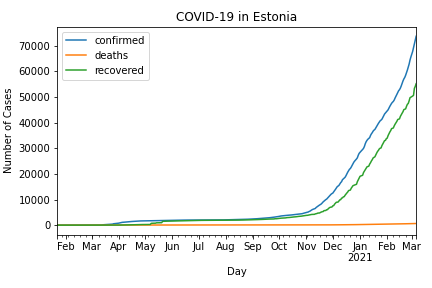 COVID-19 in Estonia
confirmed
deaths
recovered
Number of Cases
70000
60000
50000
40000
30000
20000
10000
0
Feb Mar Apr May Jun Jul Aug Sep Oct Nov Dec Jan Feb Mar
2021
Day